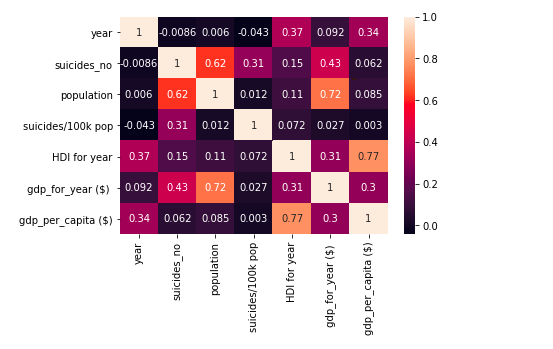 year 1 -0.0086 0.006 -0.043 0.37 0.092 0.34
suicides_no -0.0086 1 0.62 0.31 0.15 0.43 0.062
population 0.006 0.62 1 0.012 0.11 0.72 0.085
suicides/100k pop -0.043 0.31 0.012 1 0.072 0.027 0.003
HDI for year 0.37 0.15 0.11 0.072 1 0.31 0.77
gdp_for_year ($) 0.092 0.43 0.72 0.027 0.31 1 0.3
gdp_per_capita ($) 0.34 0.062 0.085 0.003 0.77 0.3 1
year
suicides_no
population
suicides/100k pop
HDI for year
gdp_for_year ($)
gdp_per_capita ($)
1.0
0.8
0.6
0.4
0.2
0.0